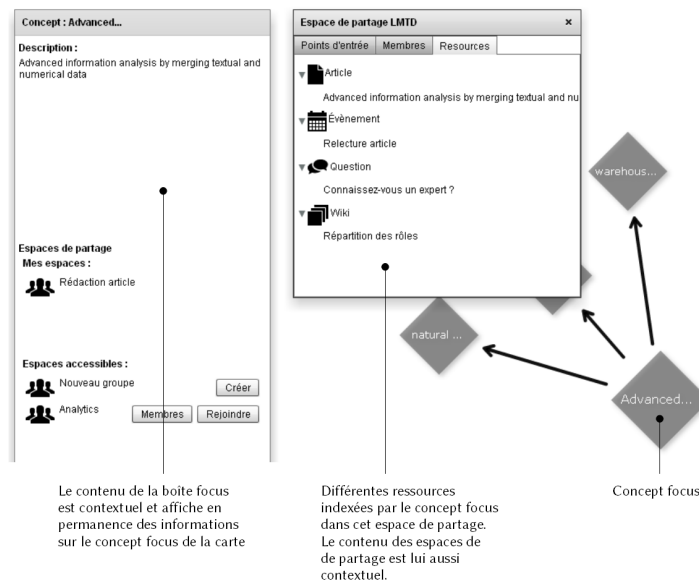 Concept : Advanced...
Description :
Advanced information analysis by merging textual and
numerical data
Espaces de partage
Mes espaces :
Rédaction article
Espaces accessibles :
Nouveau groupe
Créer
Analytics
Membres
Rejoindre
Espace de partage LMTD
×
Points d'entrée
Membres
Resources
Article
Advanced information analysis by merging textual and nu
Évènement
Relecture article
Question
Connaissez-vous un expert ?
Wiki
Répartition des rôles
warehous...
natural ...
Advanced...
Le contenu de la boîte focus
est contextuel et affiche en
permanence des informations
sur le concept focus de la carte
Différentes ressources
indexées par le concept focus
dans cet espace de partage.
Le contenu des espaces de
de partage est lui aussi
contextuel.
Concept focus